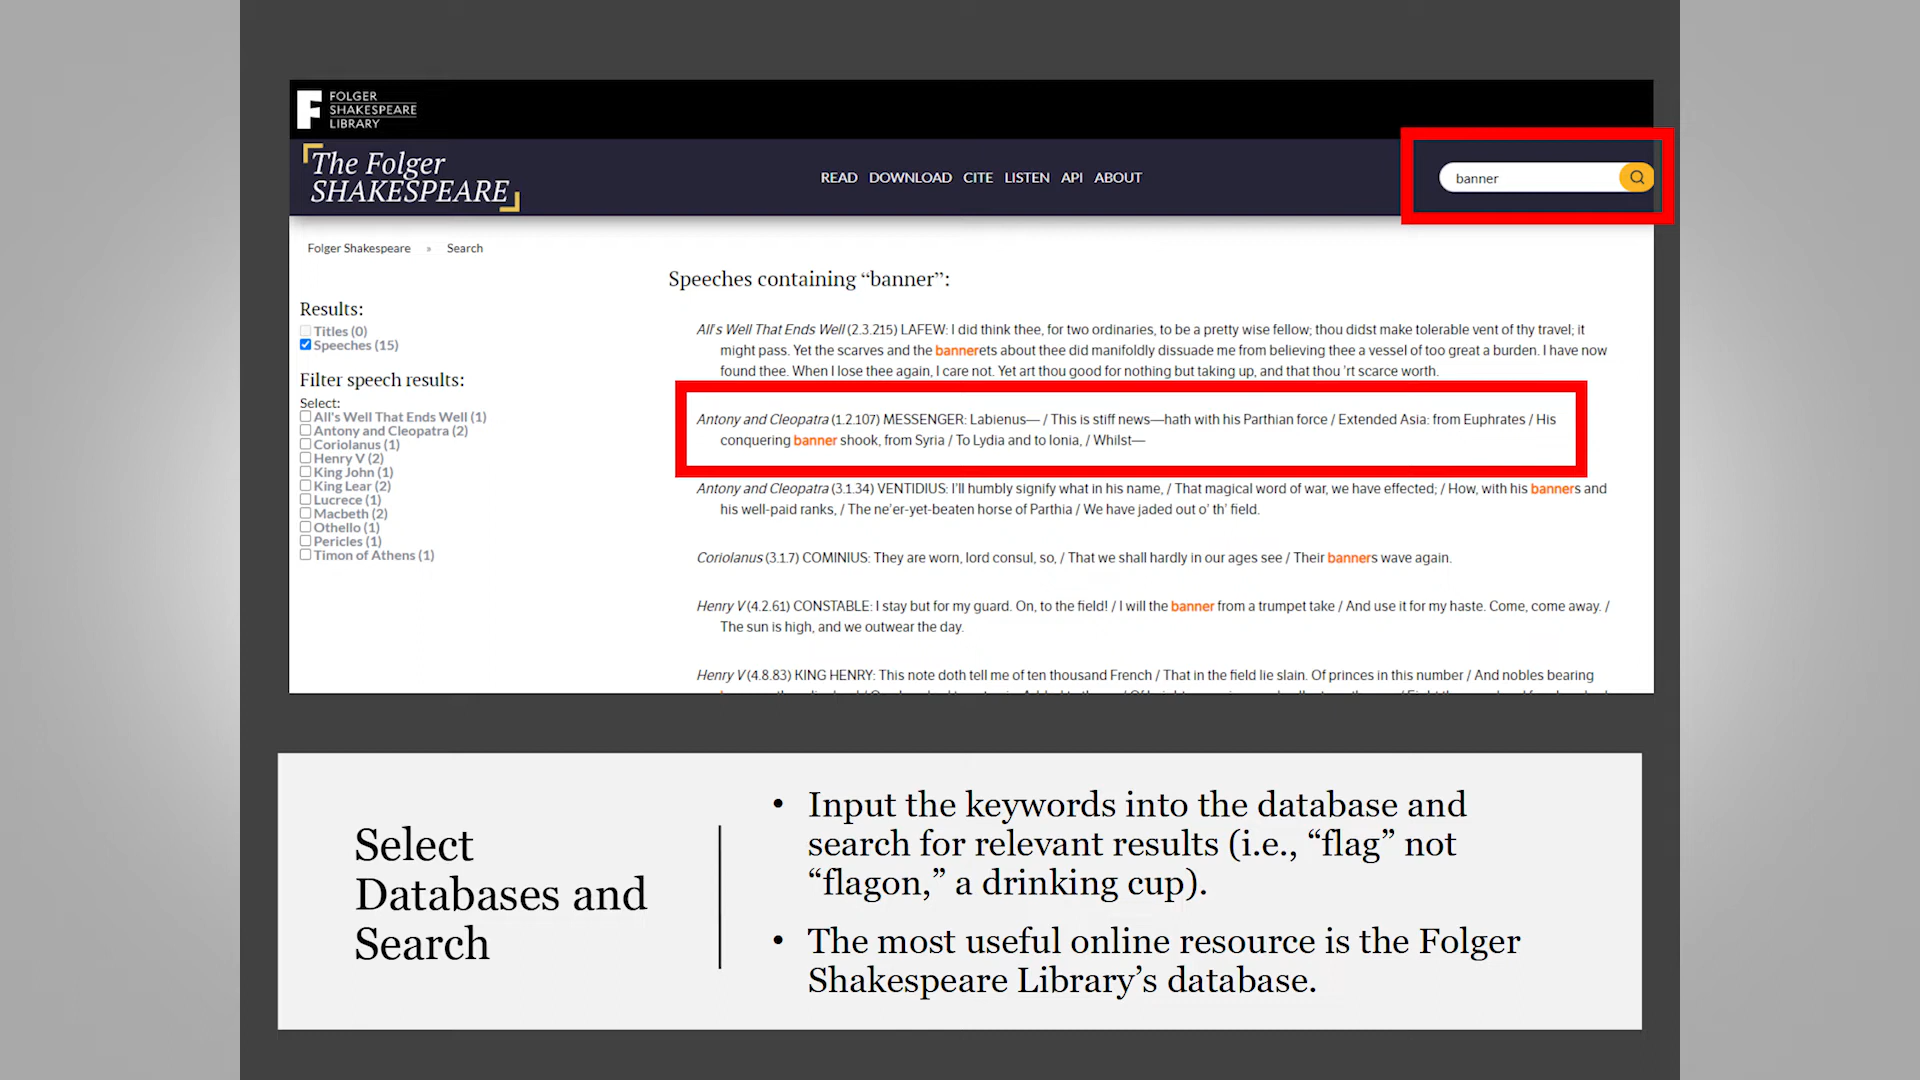 FOLGER
SHAKESPEARE
LIBRARY
The Folger
SHAKESPEARE
READ DOWNLOAD CITE LISTEN API ABOUT
banner
Folger Shakespeare » Search
Results:
Titles (0)
Speeches (15)
Filter speech results:
Select:
All's Well That Ends Well (1)
Antony and Cleopatra (2)
Coriolanus (1)
Henry V (2)
King John (1)
King Lear (2)
Lucrece (1)
Macbeth (2)
Othello (1)
Pericles (1)
Timon of Athens (1)
Speeches containing “banner”:
All's Well That Ends Well (2.3.215) LAFEW: I did think thee, for two ordinaries, to be a pretty wise fellow; thou didst make tolerable vent of thy travel; it
might pass. Yet the scarves and the bannerets about thee did manifoldly dissuade me from believing thee a vessel of too great a burden. I have now
found thee. When I lose thee again, I care not. Yet art thou good for nothing but taking up, and that thou 'rt scarce worth.
Antony and Cleopatra (1.2.107) MESSENGER: Labienus— / This is stiff news—hath with his Parthian force / Extended Asia: from Euphrates / His
conquering banner shook, from Syria / To Lydia and to Ionia, / Whilst—
Antony and Cleopatra (3.1.34) VENTIDIUS: I'll humbly signify what in his name, / That magical word of war, we have effected; / How, with his banners and
his well-paid ranks, / The ne'er-yet-beaten horse of Parthia / We have jaded out o' th' field.
Coriolanus (3.1.7) COMINIUS: They are worn, lord consul, so, / That we shall hardly in our ages see / Their banners wave again.
Henry V (4.2.61) CONSTABLE: I stay but for my guard. On, to the field! / I will the banner from a trumpet take / And use it for my haste. Come, come away. /
The sun is high, and we outwear the day.
Henry V (4.8.83) KING HENRY: This note doth tell me of ten thousand French / That in the field lie slain. Of princes in this number / And nobles bearing
Select
Databases and
Search
• Input the keywords into the database and
search for relevant results (i.e., “flag” not
“flagon,” a drinking cup).
• The most useful online resource is the Folger
Shakespeare Library’s database.